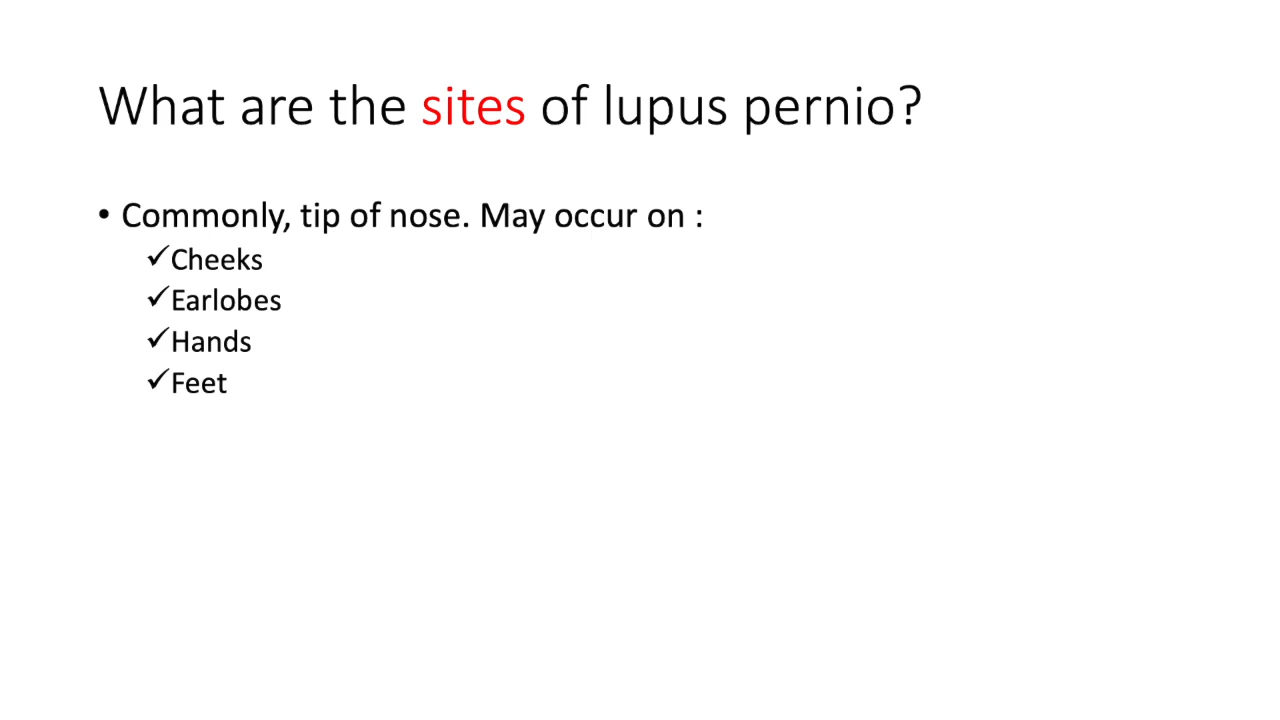 What are the sites of lupus pernio?
• Commonly, tip of nose. May occur on :
✓Cheeks
✓Earlobes
✓Hands
✓Feet